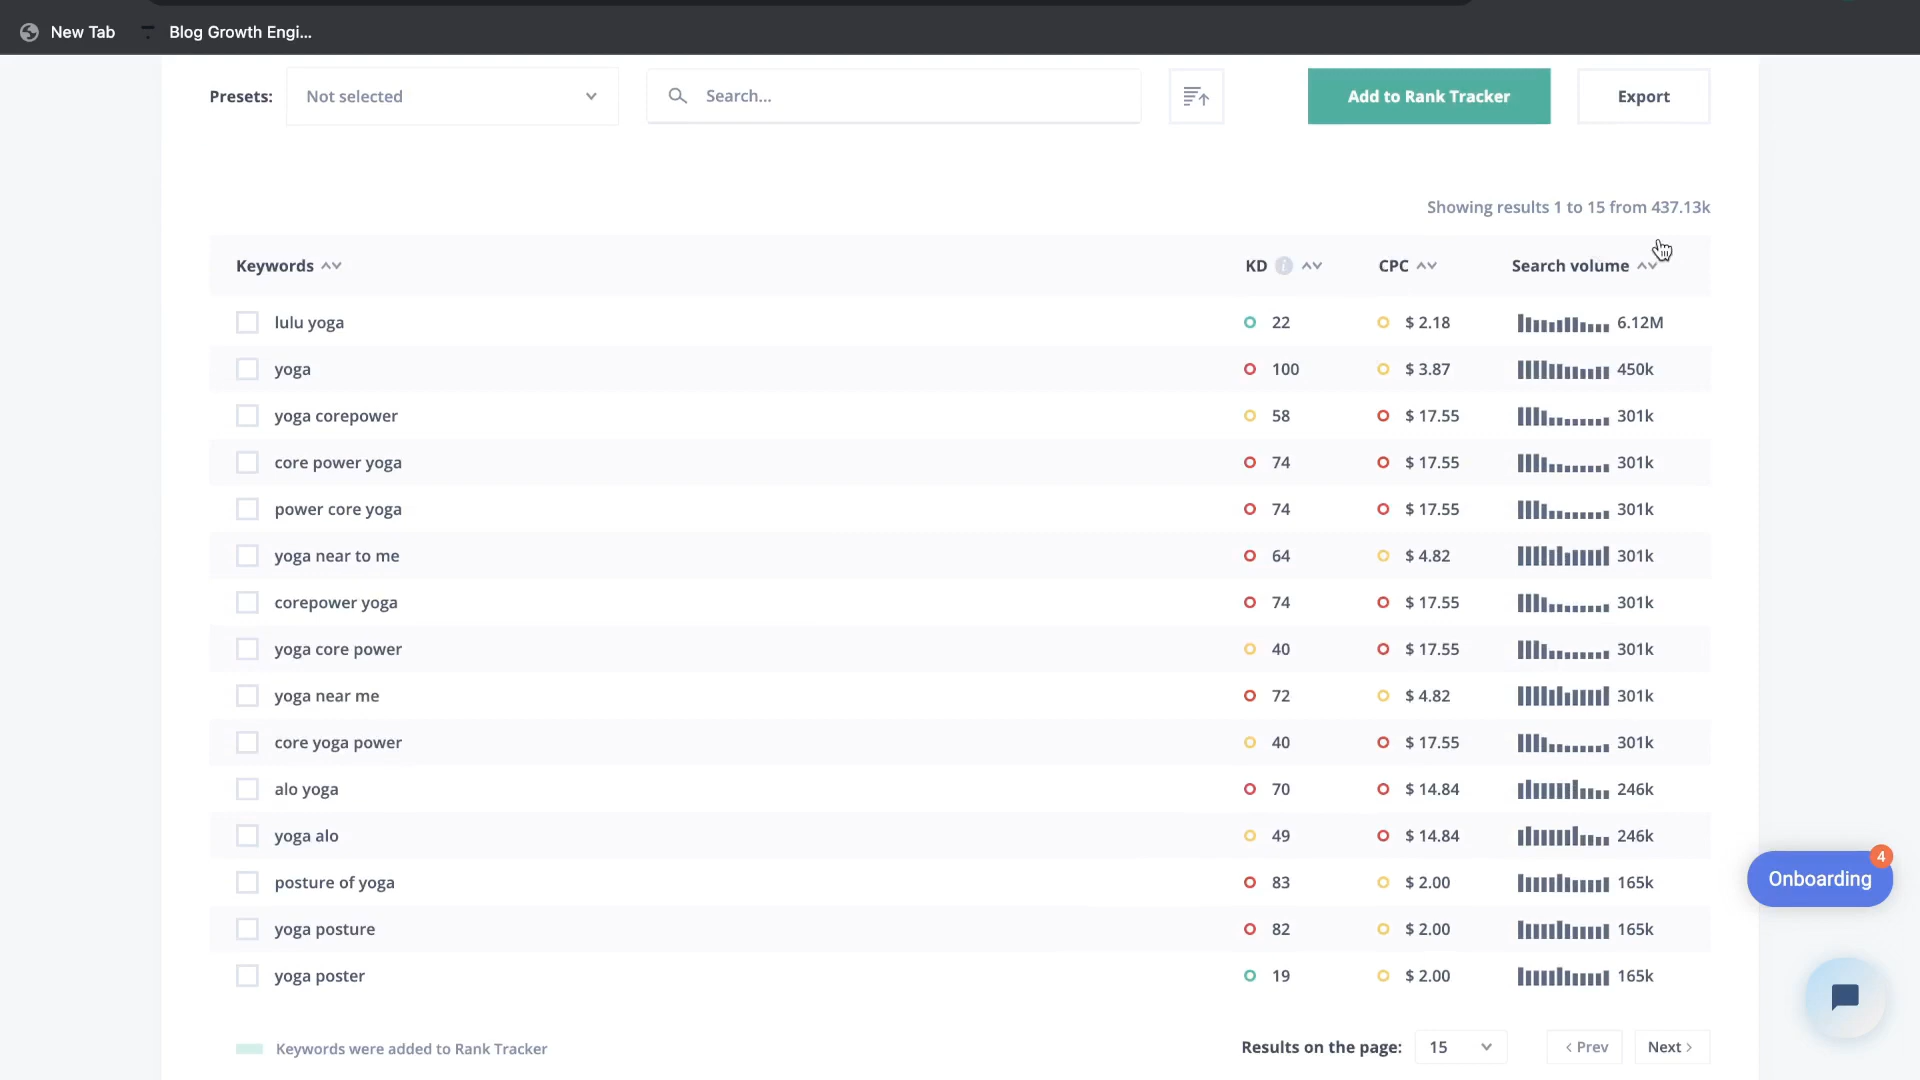 New Tab Blog Growth Engi...
Presets: Not selected Search... Add to Rank Tracker Export
Showing results 1 to 15 from 437.13k
Keywords KD i CPC Search volume
lulu yoga 22 $ 2.18 6.12M
yoga 100 $ 3.87 450k
yoga corepower 58 $ 17.55 301k
core power yoga 74 $ 17.55 301k
power core yoga 74 $ 17.55 301k
yoga near to me 64 $ 4.82 301k
corepower yoga 74 $ 17.55 301k
yoga core power 40 $ 17.55 301k
yoga near me 72 $ 4.82 301k
core yoga power 40 $ 17.55 301k
alo yoga 70 $ 14.84 246k
yoga alo 49 $ 14.84 246k
posture of yoga 83 $ 2.00 165k
yoga posture 82 $ 2.00 165k
yoga poster 19 $ 2.00 165k
4
Onboarding
Keywords were added to Rank Tracker Results on the page: 15 < Prev Next >